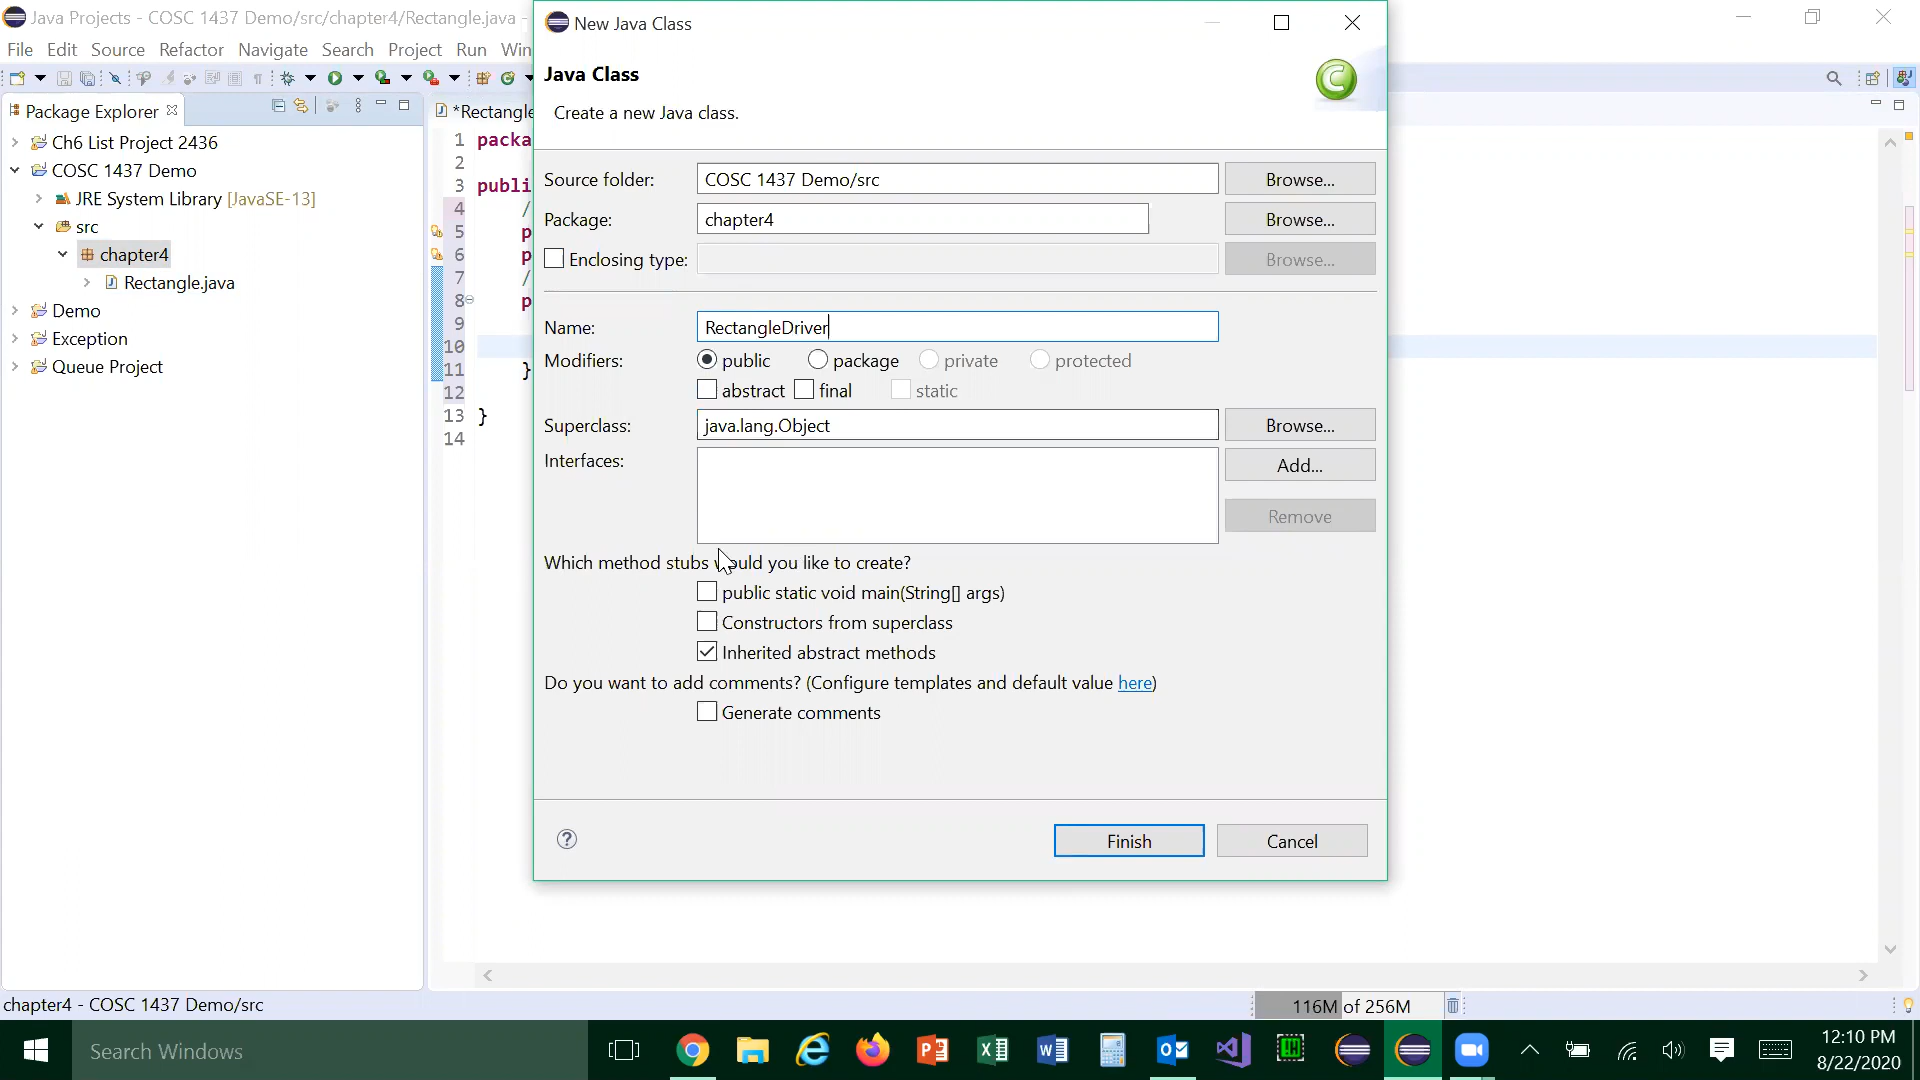 Java Projects - COSC 1437 Demo/src/chapter4/Rectangle.java -
File Edit Source Refactor Navigate Search Project Run Win
Package Explorer
Ch6 List Project 2436
COSC 1437 Demo
JRE System Library [JavaSE-13]
src
chapter4
Rectangle.java
Demo
Exception
Queue Project
*Rectangle
1 packa
2
3 publi
4 /
5 p
6 p
7 /
8 p
9
10
11 }
12
13 }
14
New Java Class
Java Class
Create a new Java class.
Source folder: COSC 1437 Demo/src Browse...
Package: chapter4 Browse...
Enclosing type: Browse...
Name: RectangleDriver
Modifiers: public package private protected
abstract final static
Superclass: java.lang.Object Browse...
Interfaces: Add...
Remove
Which method stubs would you like to create?
public static void main(String[] args)
Constructors from superclass
Inherited abstract methods
Do you want to add comments? (Configure templates and default value here)
Generate comments
Finish Cancel
chapter4 - COSC 1437 Demo/src
116M of 256M
Search Windows
12:10 PM
8/22/2020